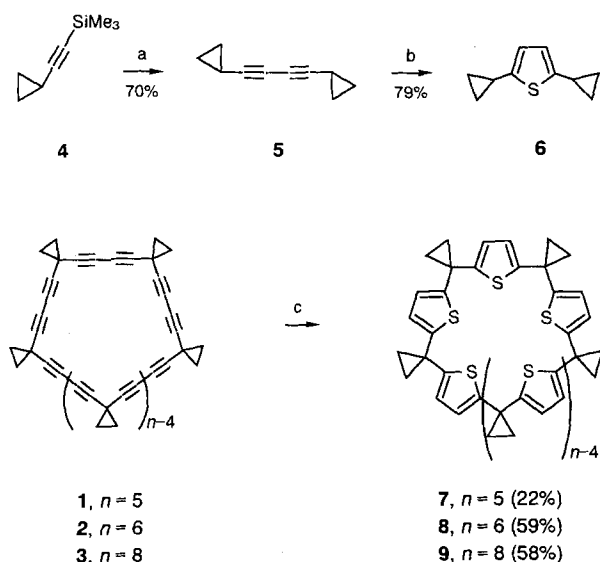 SiMe3
a
70%
b
79%
S
4
5
6
n–4
c
S
S
S
S
S
n–4
1, n = 5
2, n = 6
3, n = 8
7, n = 5 (22%)
8, n = 6 (59%)
9, n = 8 (58%)